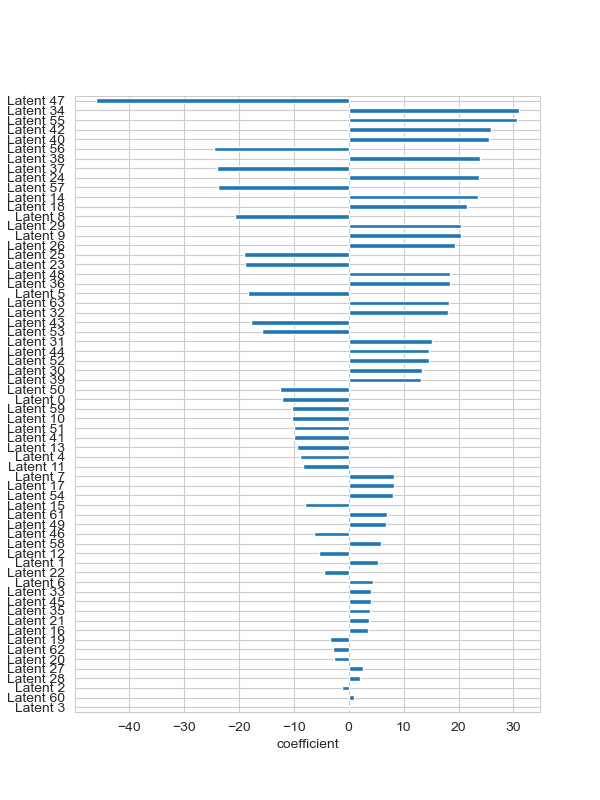 Latent 47
Latent 34
Latent 55
Latent 42
Latent 40
Latent 56
Latent 38
Latent 37
Latent 24
Latent 57
Latent 14
Latent 18
Latent 8
Latent 29
Latent 9
Latent 26
Latent 25
Latent 23
Latent 48
Latent 36
Latent 5
Latent 63
Latent 32
Latent 43
Latent 53
Latent 31
Latent 44
Latent 52
Latent 30
Latent 39
Latent 50
Latent 0
Latent 59
Latent 10
Latent 51
Latent 41
Latent 13
Latent 4
Latent 11
Latent 7
Latent 17
Latent 54
Latent 15
Latent 61
Latent 49
Latent 46
Latent 58
Latent 12
Latent 1
Latent 22
Latent 6
Latent 33
Latent 45
Latent 35
Latent 21
Latent 16
Latent 19
Latent 62
Latent 20
Latent 27
Latent 28
Latent 2
Latent 60
Latent 3
−40 −30 −20 −10 0 10 20 30
coefficient